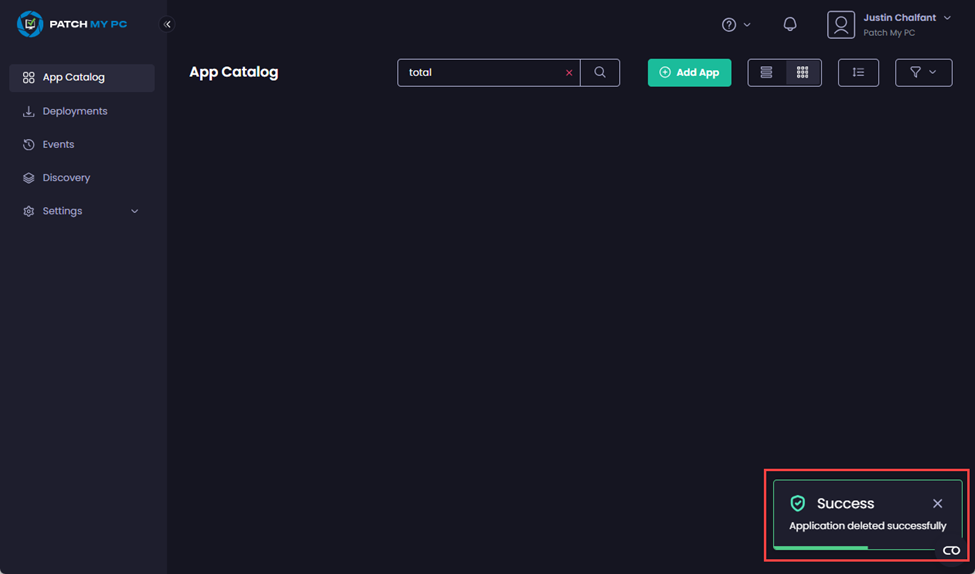 PATCH MY PC
Justin Chalfant
Patch My PC
App Catalog
Deployments
Events
Discovery
Settings
App Catalog
total
Add App
Success
Application deleted successfully